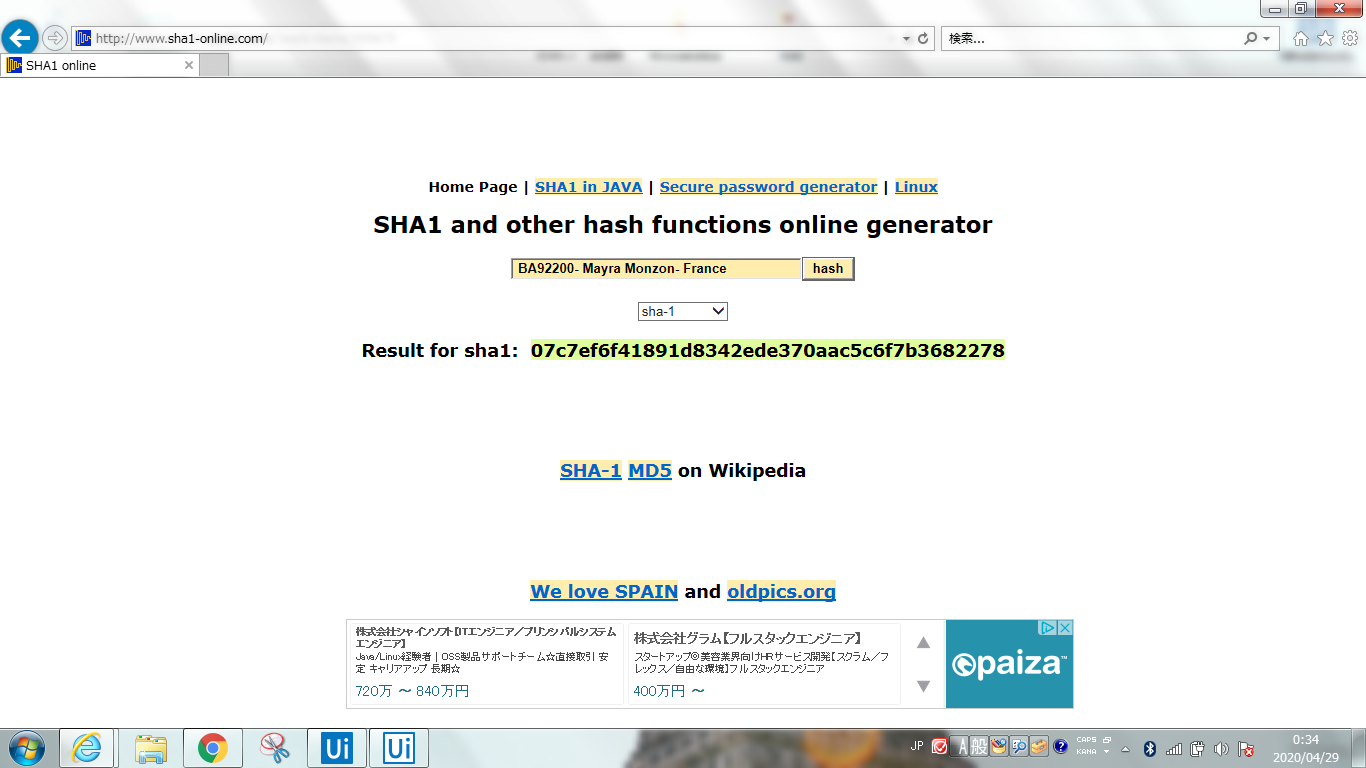 http://www.sha1-online.com/
検索...
SHA1 online
Home Page | SHA1 in JAVA | Secure password generator | Linux
SHA1 and other hash functions online generator
BA92200- Mayra Monzon- France
hash
sha-1
Result for sha1: 07c7ef6f41891d8342ede370aac5c6f7b3682278
SHA-1 MD5 on Wikipedia
We love SPAIN and oldpics.org
株式会社シャインソフト【ITエンジニア／プリンシパルシステム
エンジニア】
Java/Linux経験者｜OSS製品サポートチーム☆直接取引 安
定 キャリアアップ 長期☆
720万 ～ 840万円
株式会社グラム【フルスタックエンジニア】
スタートアップ◎美容業界向けHRサービス開発【スクラム／フ
レックス／自由な環境】フルスタックエンジニア
400万円 ～
paiza
Ui
Ui
JP
A般
CAPS
KANA
0:34
2020/04/29